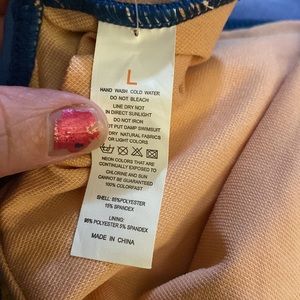 L
HAND WASH COLD WATER
DO NOT BLEACH
LINE DRY NOT
IN DIRECT SUNLIGHT
DO NOT IRON
NOT PUT DAMP SWIMSUIT
DRY NATURAL FABRICS
OR LIGHT COLORS
NEON COLORS THAT ARE
CONTINUALLY EXPOSED TO
CHLORINE AND SUN
CANNOT BE GUARANTEED
100% COLORFAST
SHELL: 85%POLYESTER
15% SPANDEX
LINING:
95%POLYESTER 5% SPANDEX
MADE IN CHINA